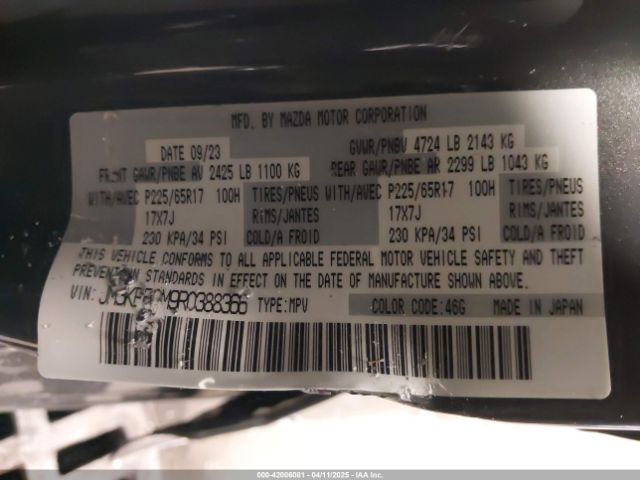 MFD. BY MAZDA MOTOR CORPORATION
DATE 09/23 GVWR/PNBV 4724 LB 2143 KG
FRONT GAWR/PNBE AV 2425 LB 1100 KG REAR GAWR/PNBE AR 2299 LB 1043 KG
WITH/AVEC P225/65R17 100H TIRES/PNEUS WITH/AVEC P225/65R17 100H TIRES/PNEUS
17X7J RIMS/JANTES 17X7J RIMS/JANTES
230 KPA/34 PSI COLD/A FROID 230 KPA/34 PSI COLD/A FROID
THIS VEHICLE CONFORMS TO ALL APPLICABLE FEDERAL MOTOR VEHICLE SAFETY AND THEFT
PREVENTION STANDARDS IN EFFECT ON THE DATE OF MANUFACTURE SHOWN ABOVE.
VIN: TYPE:MPV COLOR CODE:46G MADE IN JAPAN
000-42006081 - 04/11/2025 - IAA Inc.